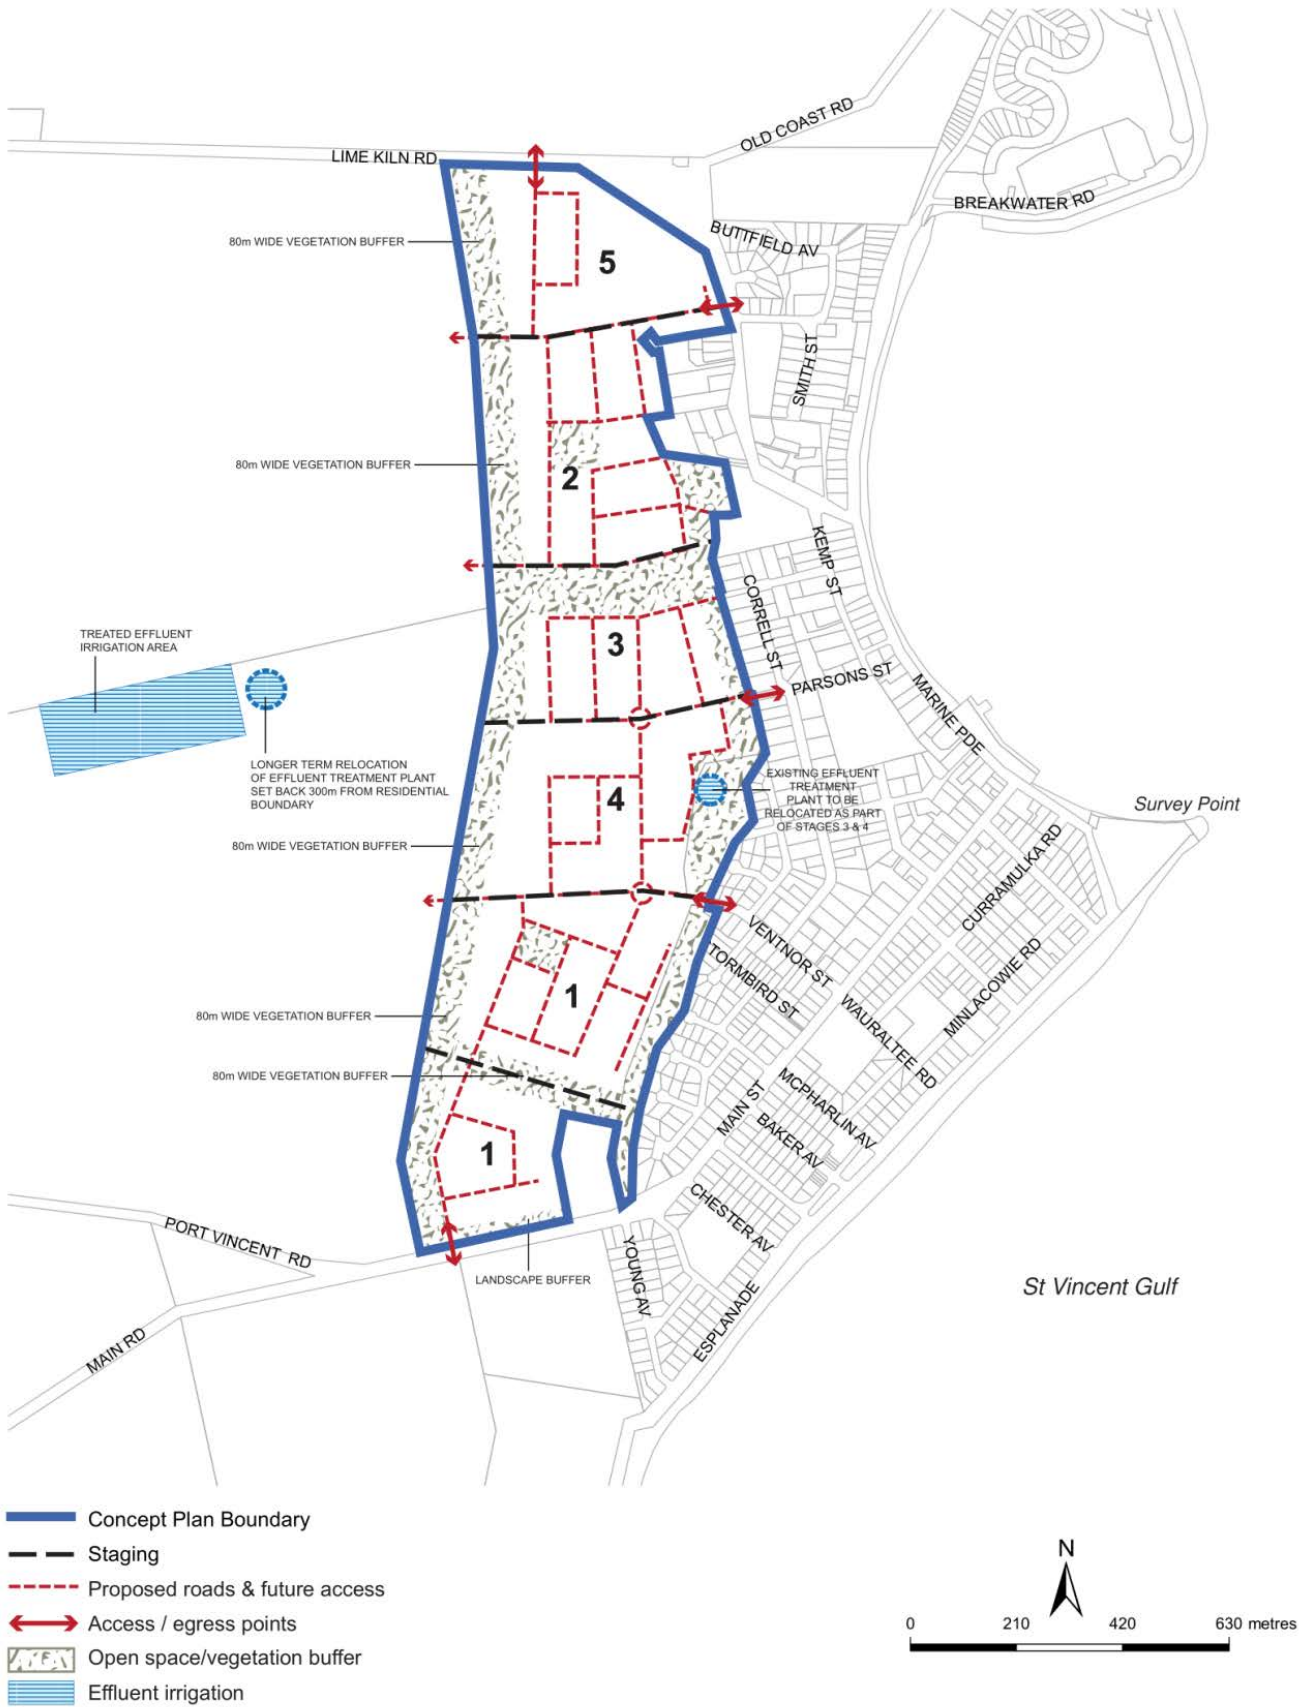 OLD COAST RD
LIME KILN RD
BREAKWATER RD
BUTTFIELD AV
80m WIDE VEGETATION BUFFER
5
SMITH ST
80m WIDE VEGETATION BUFFER
2
KEMP ST
CORRELL ST
TREATED EFFLUENT
IRRIGATION AREA
3
PARSONS ST
MARINE PDE
LONGER TERM RELOCATION
OF EFFLUENT TREATMENT PLANT
SET BACK 300m FROM RESIDENTIAL
BOUNDARY
EXISTING EFFLUENT
TREATMENT
PLANT TO BE
RELOCATED AS PART
OF STAGES 3 & 4
4
Survey Point
80m WIDE VEGETATION BUFFER
CURRAMULKA RD
VENTNOR ST
STORMBIRD ST
MINLACOWIE RD
1
WAURALTEE RD
80m WIDE VEGETATION BUFFER
80m WIDE VEGETATION BUFFER
MAIN ST
MCPHARLIN AV
BAKER AV
1
CHESTER AV
PORT VINCENT RD
YOUNG AV
LANDSCAPE BUFFER
ESPLANADE
St Vincent Gulf
MAIN RD
Concept Plan Boundary
Staging
Proposed roads & future access
Access / egress points
Open space/vegetation buffer
Effluent irrigation
N
0 210 420 630 metres